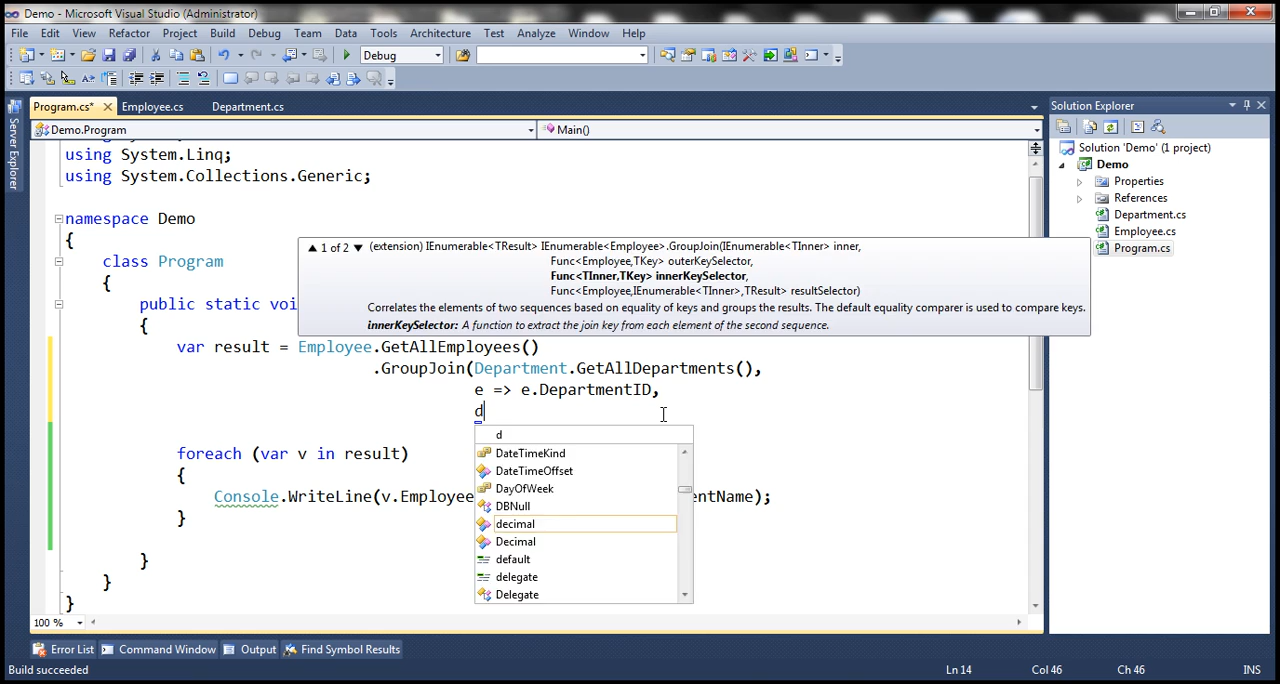 Demo - Microsoft Visual Studio (Administrator)
File Edit View Refactor Project Build Debug Team Data Tools Architecture Test Analyze Window Help
Debug
Program.cs* Employee.cs Department.cs
Solution Explorer
Demo.Program Main()
Server Explorer
Solution 'Demo' (1 project)
Demo
Properties
References
Department.cs
Employee.cs
Program.cs
using System.Linq;
using System.Collections.Generic;
namespace Demo
{
class Program
{
public static voi
{
1 of 2 (extension) IEnumerable<TResult> IEnumerable<Employee>.GroupJoin(IEnumerable<TInner> inner,
Func<Employee,TKey> outerKeySelector,
Func<TInner,TKey> innerKeySelector,
Func<Employee,IEnumerable<TInner>,TResult> resultSelector)
Correlates the elements of two sequences based on equality of keys and groups the results. The default equality comparer is used to compare keys.
innerKeySelector: A function to extract the join key from each element of the second sequence.
var result = Employee.GetAllEmployees()
.GroupJoin(Department.GetAllDepartments(),
e => e.DepartmentID,
d
d
DateTimeKind
DateTimeOffset
DayOfWeek
DBNull
decimal
Decimal
default
delegate
Delegate
foreach (var v in result)
{
Console.WriteLine(v.Employee entName);
}
}
}
}
100 %
Error List Command Window Output Find Symbol Results
Build succeeded Ln 14 Col 46 Ch 46 INS